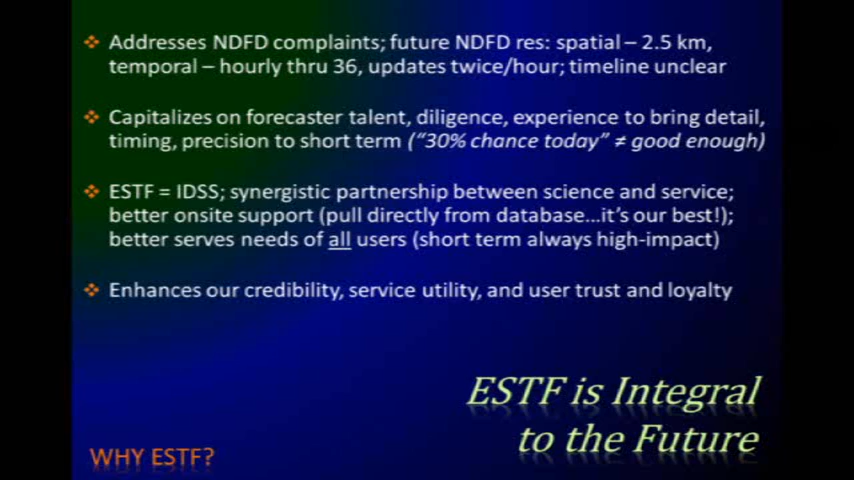 Addresses NDFD complaints; future NDFD res: spatial – 2.5 km,
temporal – hourly thru 36, updates twice/hour; timeline unclear
Capitalizes on forecaster talent, diligence, experience to bring detail,
timing, precision to short term ("30% chance today" ≠ good enough)
ESTF = IDSS; synergistic partnership between science and service;
better onsite support (pull directly from database...it's our best!);
better serves needs of all users (short term always high-impact)
Enhances our credibility, service utility, and user trust and loyalty
ESTF is Integral
to the Future
WHY ESTF?